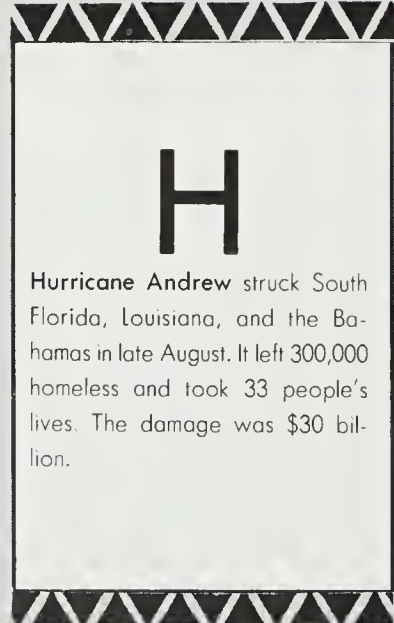 H
Hurricane Andrew struck South
Florida, Louisiana, and the Ba-
hamas in late August. It left 300,000
homeless and took 33 people's
lives. The damage was $30 bil-
lion.